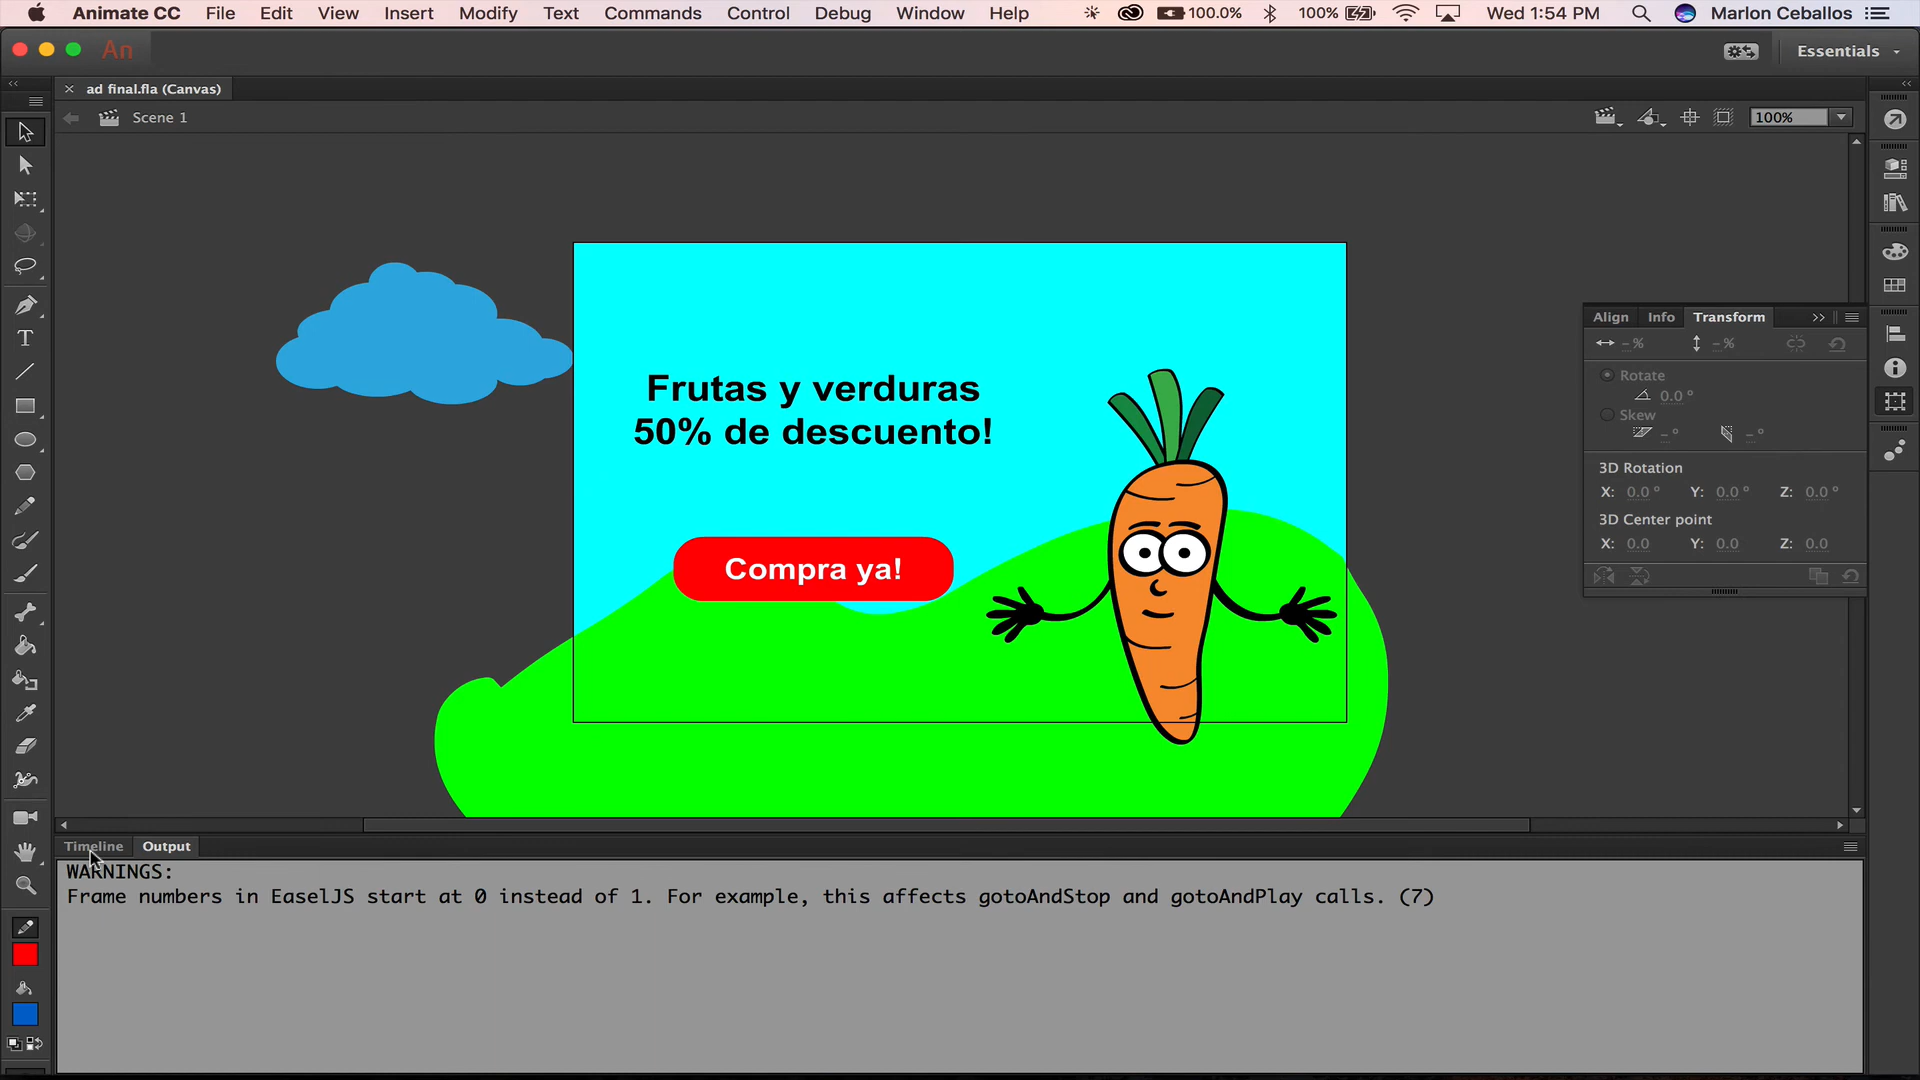 Animate CC File Edit View Insert Modify Text Commands Control Debug Window Help 100.0% 100% Wed 1:54 PM Marlon Ceballos
An Essentials
× ad final.fla (Canvas)
Scene 1 100%
Frutas y verduras
50% de descuento!
Compra ya!
Align Info Transform >>
- % - %
Rotate
0.0 °
Skew
- ° - °
3D Rotation
X: 0.0 ° Y: 0.0 ° Z: 0.0 °
3D Center point
X: 0.0 Y: 0.0 Z: 0.0
Timeline Output
WARNINGS:
Frame numbers in EaselJS start at 0 instead of 1. For example, this affects gotoAndStop and gotoAndPlay calls. (7)